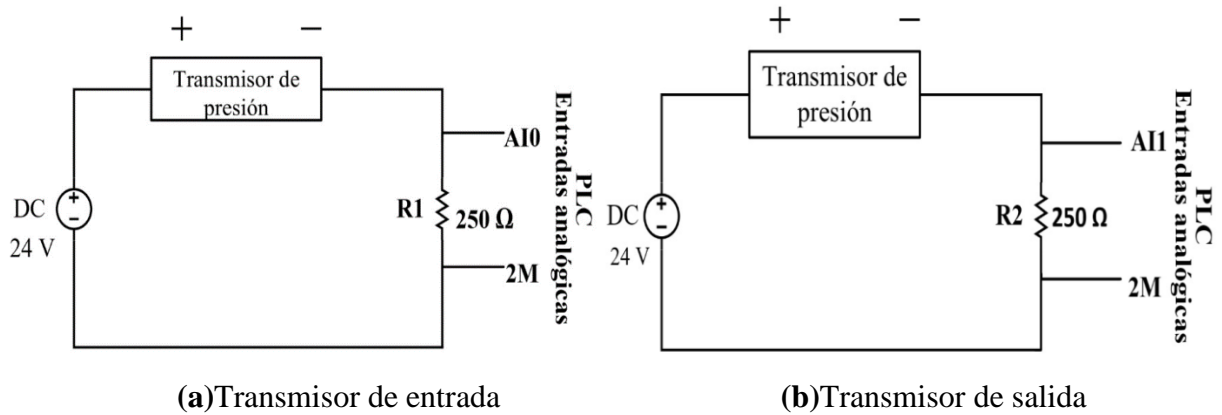 + −
Transmisor de
presión
AI0
DC
24 V
+
−
R1
250 Ω
2M
PLC
Entradas analógicas
(a)Transmisor de entrada
+ −
Transmisor de
presión
AI1
DC
24 V
+
−
R2
250 Ω
2M
PLC
Entradas analógicas
(b)Transmisor de salida